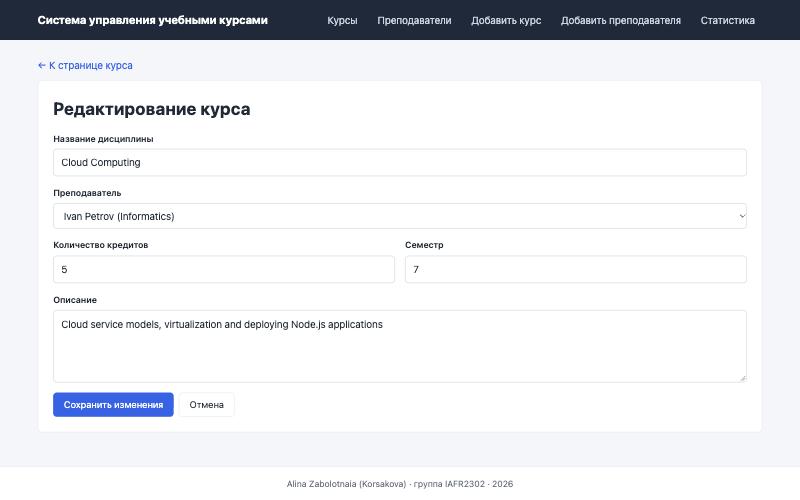 Система управления учебными курсами
Курсы Преподаватели Добавить курс Добавить преподавателя Статистика
← К странице курса
Редактирование курса
Название дисциплины
Cloud Computing
Преподаватель
Ivan Petrov (Informatics)
Количество кредитов
5
Семестр
7
Описание
Cloud service models, virtualization and deploying Node.js applications
Сохранить изменения Отмена
Alina Zabolotnaia (Korsakova) · группа IAFR2302 · 2026